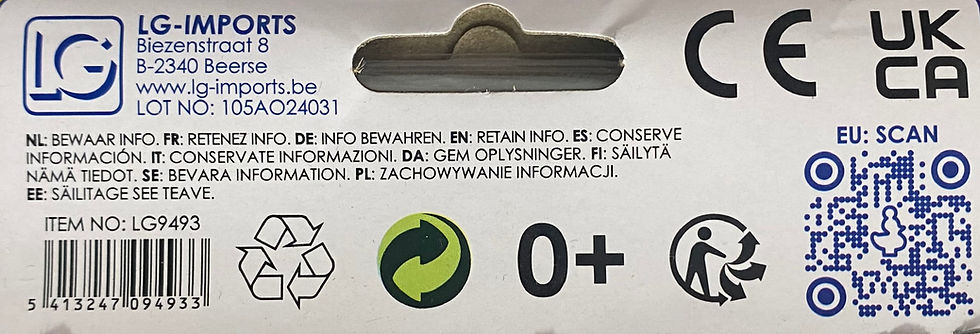 LG
LG-IMPORTS
Biezenstraat 8
B-2340 Beerse
www.lg-imports.be
LOT NO: 105AO24031
CE
UK
CA
NL: BEWAAR INFO. FR: RETENEZ INFO. DE: INFO BEWAHREN. EN: RETAIN INFO. ES: CONSERVE
INFORMACIÓN. IT: CONSERVATE INFORMAZIONI. DA: GEM OPLYSNINGER. FI: SÄILYTÄ
NÄMÄ TIEDOT. SE: BEVARA INFORMATION. PL: ZACHOWYWANIE INFORMACJI.
EE: SÄILITAGE SEE TEAVE.
EU: SCAN
ITEM NO: LG9493
0+
5 413247 094933